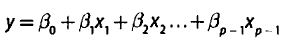 y = β₀ + β₁x₁ + β₂x₂ ... + βₚ₋₁xₚ₋₁